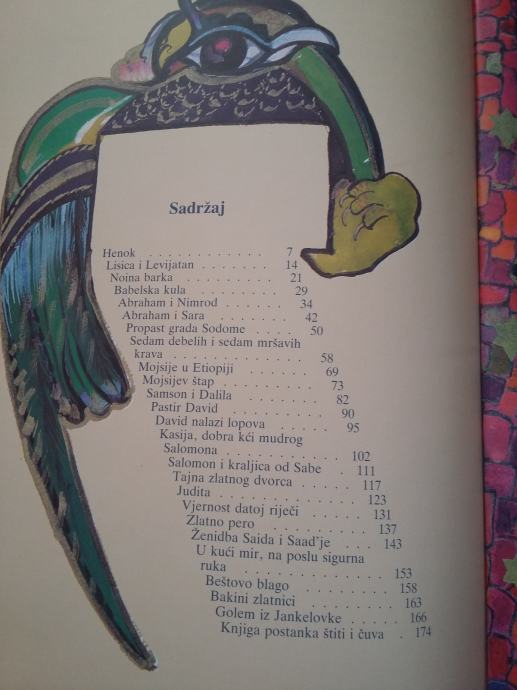 Sadržaj
Henok . . . . . . . . . . . . 7
Lisica i Levijatan . . . . . . . 14
Noina barka . . . . . . . . . 21
Babelska kula . . . . . . . . 29
Abraham i Nimrod . . . . . . . 34
Abraham i Sara . . . . . . . . 42
Propast grada Sodome . . . . 50
Sedam debelih i sedam mršavih
krava . . . . . . . . . . . . 58
Mojsije u Etiopiji . . . . . . . 69
Mojsijev štap . . . . . . . . . 73
Samson i Dalila . . . . . . . . 82
Pastir David . . . . . . . . . 90
David nalazi lopova . . . . . . 95
Kasija, dobra kći mudrog
Salomona . . . . . . . . . . 102
Salomon i kraljica od Sabe . 111
Tajna zlatnog dvorca . . . . . 117
Judita . . . . . . . . . . . . 123
Vjernost datoj riječi . . . . . 131
Zlatno pero . . . . . . . . . 137
Ženidba Saida i Saad'je . . . 143
U kući mir, na poslu sigurna
ruka . . . . . . . . . . . . 153
Beštovo blago . . . . . . . . 158
Bakini zlatnici . . . . . . . . 163
Golem iz Jankelovke . . . . . 166
Knjiga postanka štiti i čuva . 174